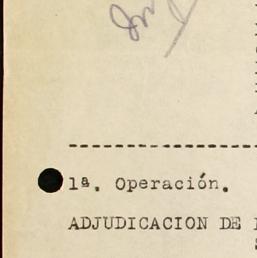 1ª. Operación.
ADJUDICACION DE